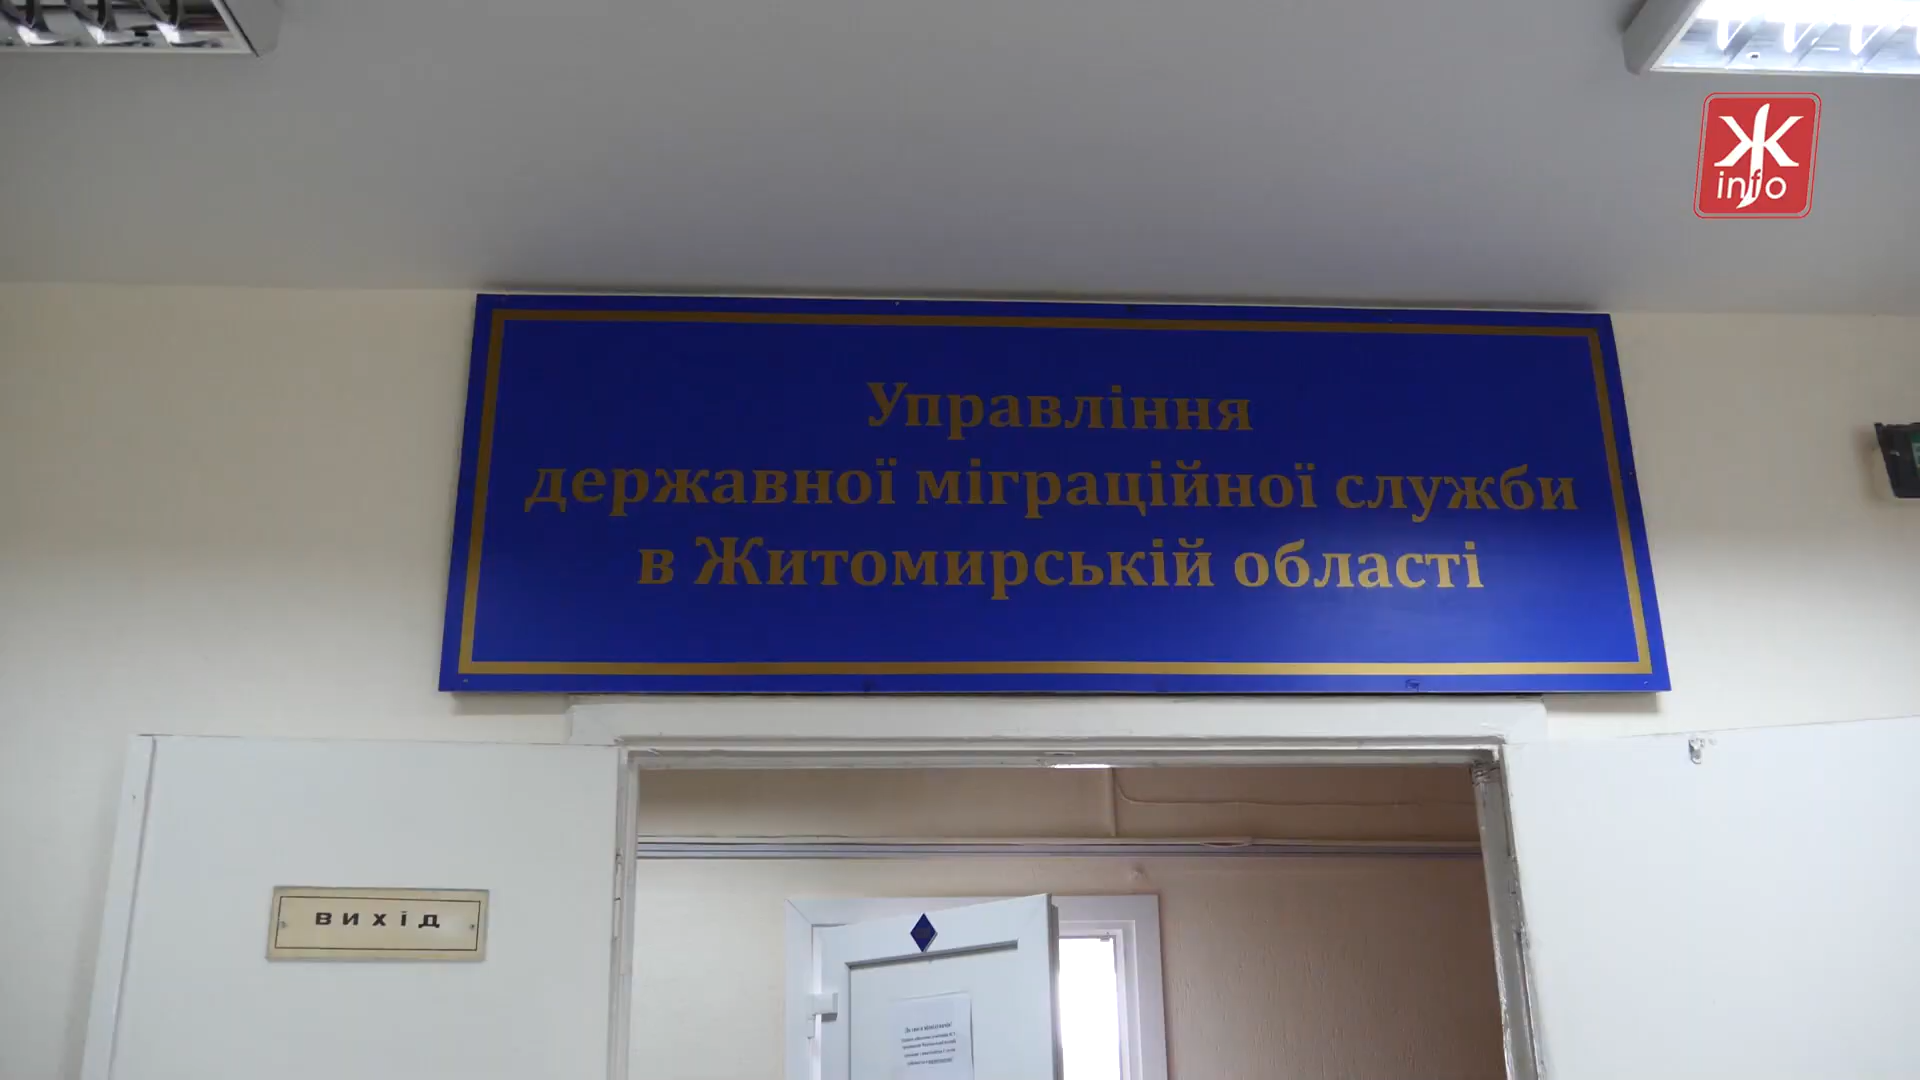 Ж
info
Управління
державної міграційної служби
в Житомирській області
вихід